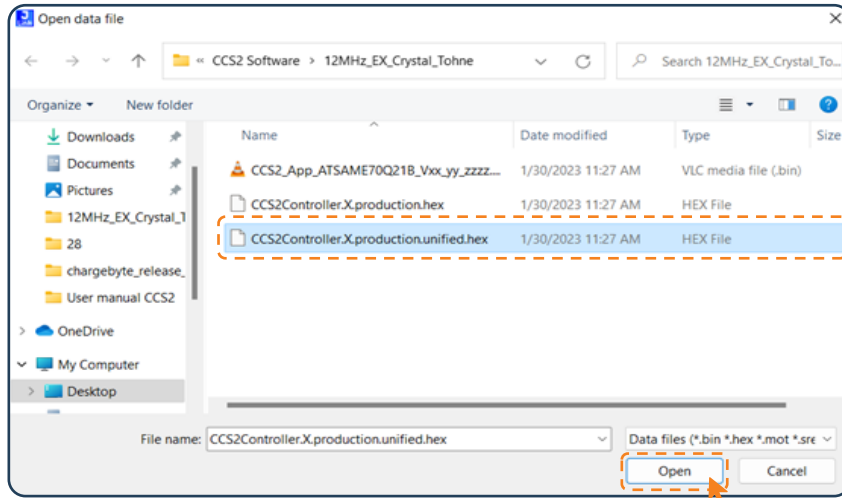 Open data file
« CCS2 Software > 12MHz_EX_Crystal_Tohne
Search 12MHz_EX_Crystal_To...
Organize New folder
Name Date modified Type Size
Downloads
Documents
Pictures
12MHz_EX_Crystal_1
28
chargebyte_release_
User manual CCS2
OneDrive
My Computer
Desktop
CCS2_App_ATSAME70Q21B_Vxx_yy_zzzz.... 1/30/2023 11:27 AM VLC media file (.bin)
CCS2Controller.X.production.hex 1/30/2023 11:27 AM HEX File
CCS2Controller.X.production.unified.hex 1/30/2023 11:27 AM HEX File
File name: CCS2Controller.X.production.unified.hex Data files (*.bin *.hex *.mot *.sre
Open Cancel